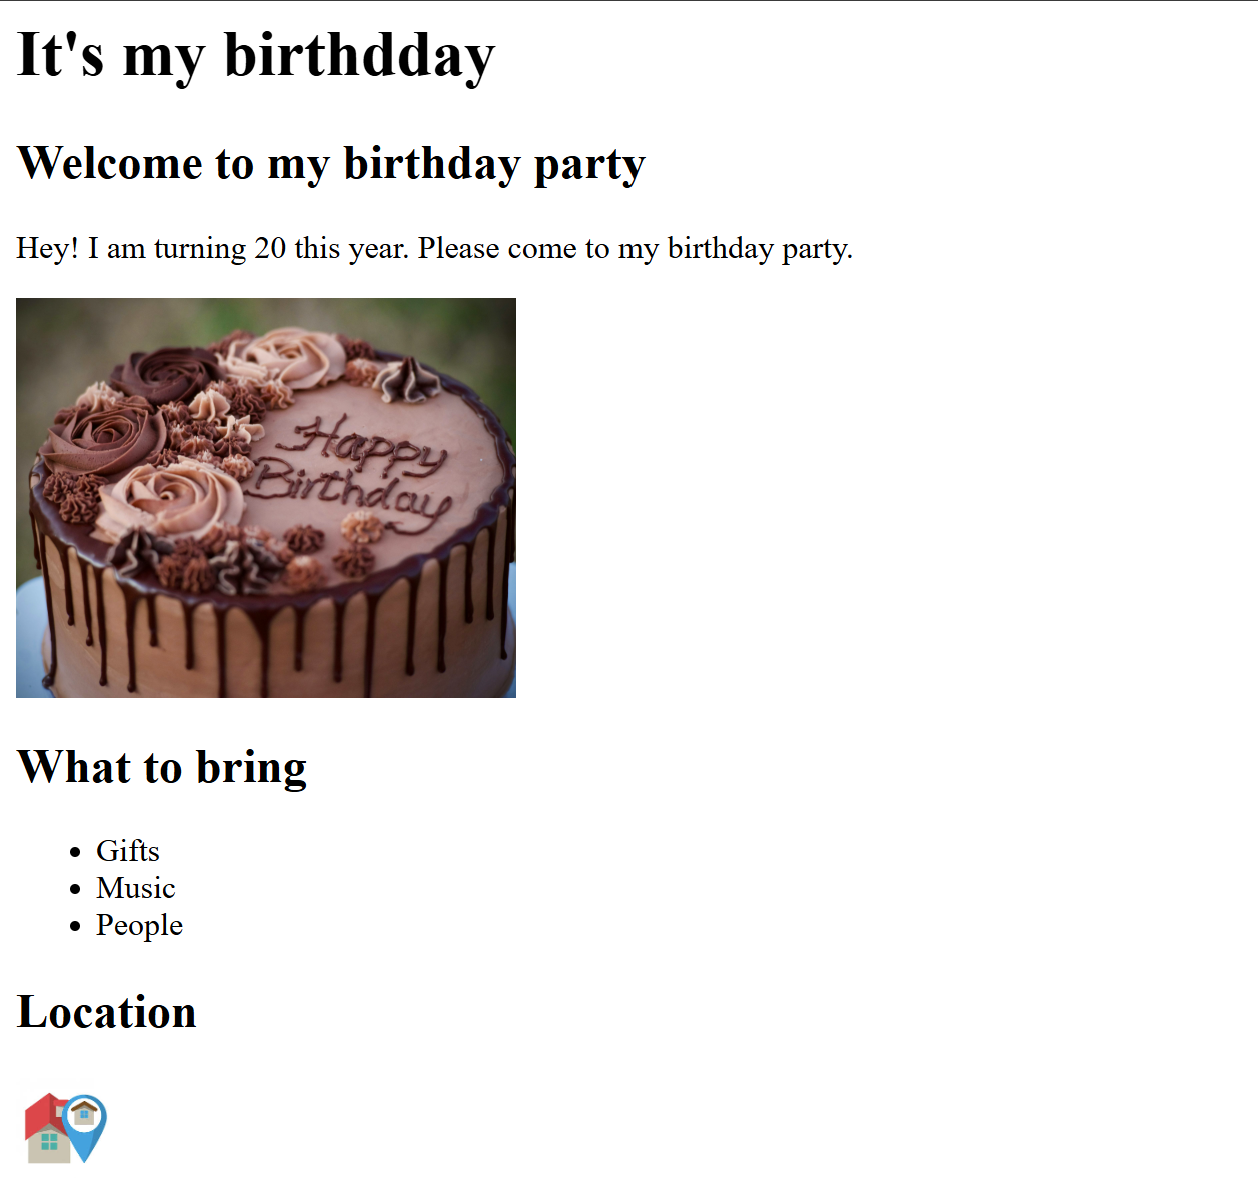 It's my birthdday
Welcome to my birthday party
Hey! I am turning 20 this year. Please come to my birthday party.
Happy
Birthday
What to bring
Gifts
Music
People
Location